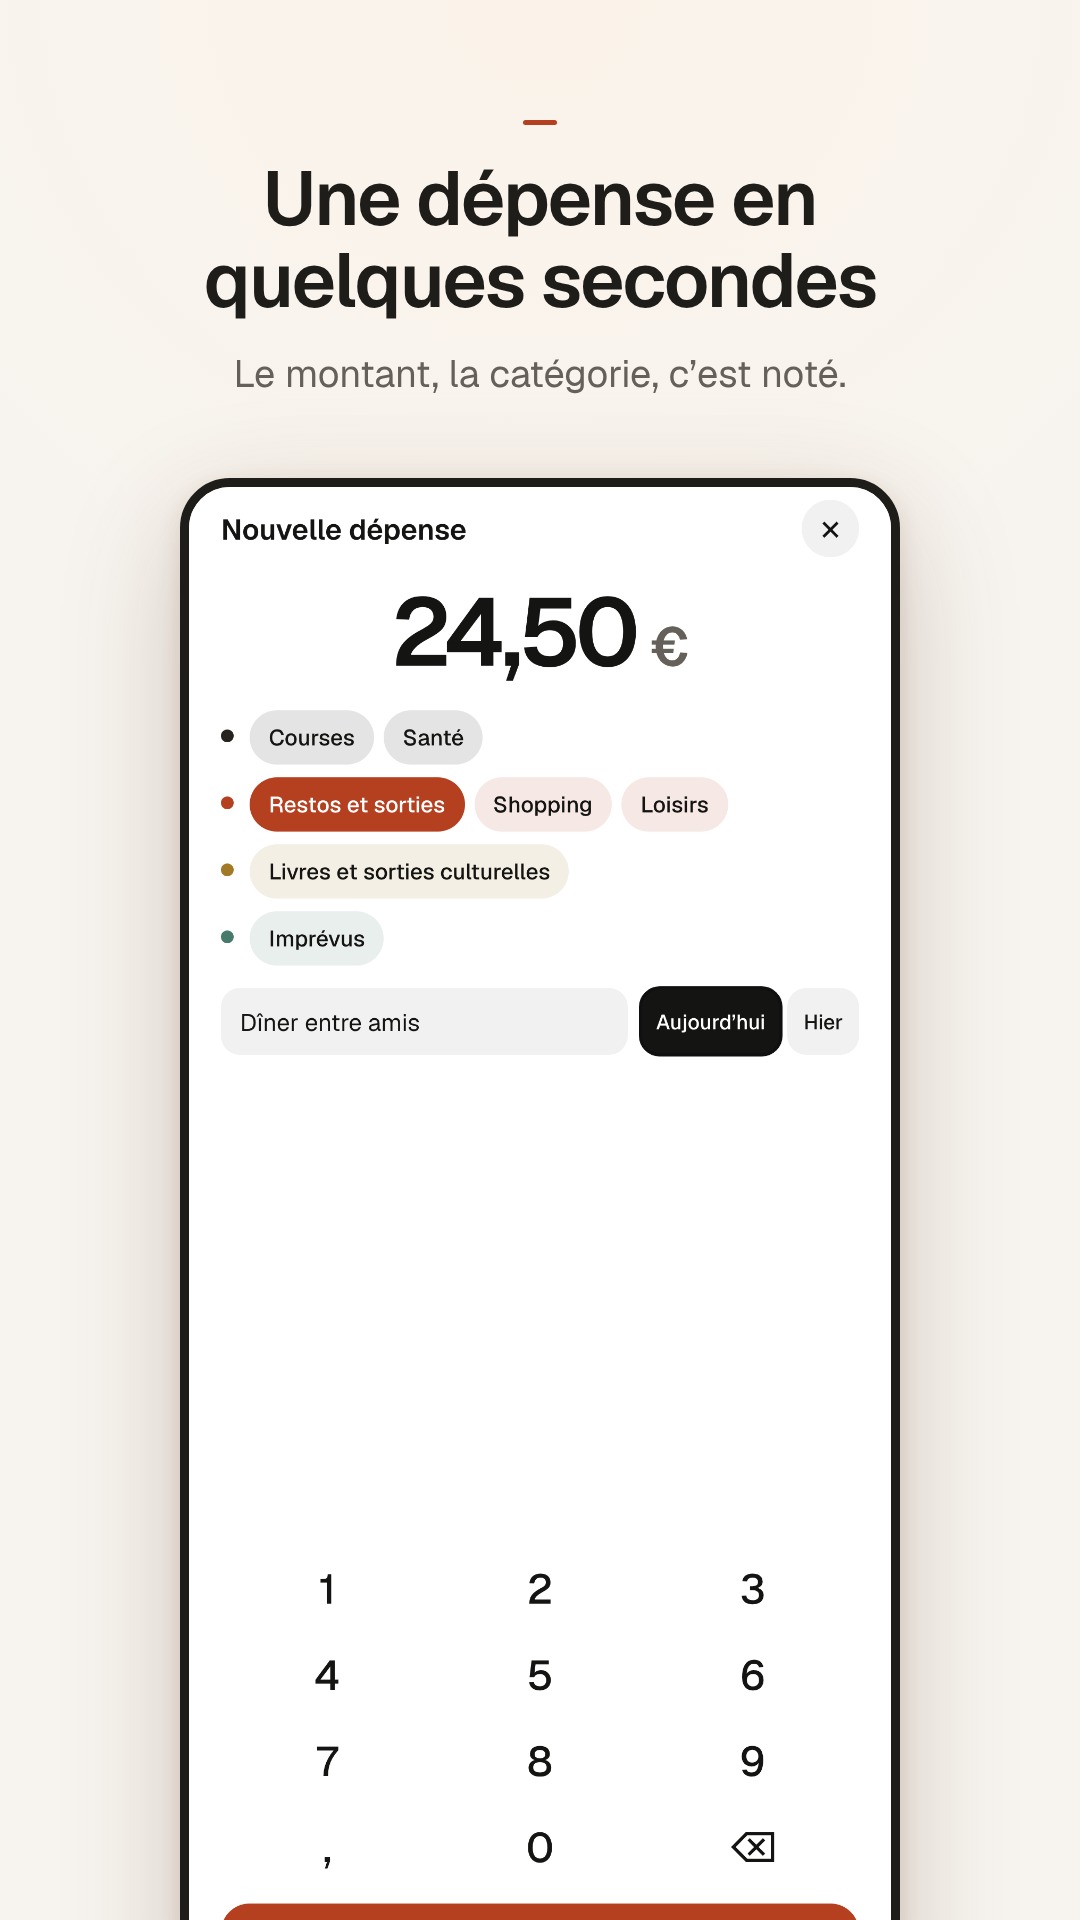 Une dépense en
quelques secondes
Le montant, la catégorie, c’est noté.
Nouvelle dépense
24,50 €
Courses Santé
Restos et sorties Shopping Loisirs
Livres et sorties culturelles
Imprévus
Dîner entre amis Aujourd’hui Hier
1 2 3
4 5 6
7 8 9
, 0